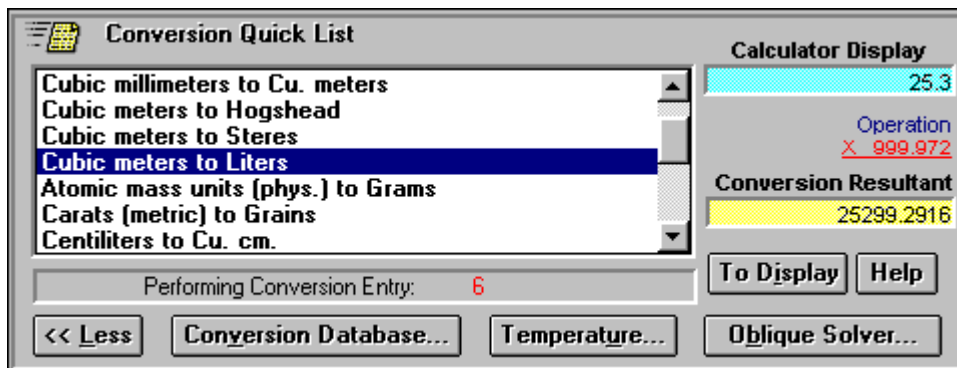 Conversion Quick List
Cubic millimeters to Cu. meters
Cubic meters to Hogshead
Cubic meters to Steres
Cubic meters to Liters
Atomic mass units (phys.) to Grams
Carats (metric) to Grains
Centiliters to Cu. cm.
Performing Conversion Entry: 6
Calculator Display
25.3
Operation
X 999.972
Conversion Resultant
25299.2916
To Display Help
<< Less Conversion Database... Temperature... Oblique Solver...